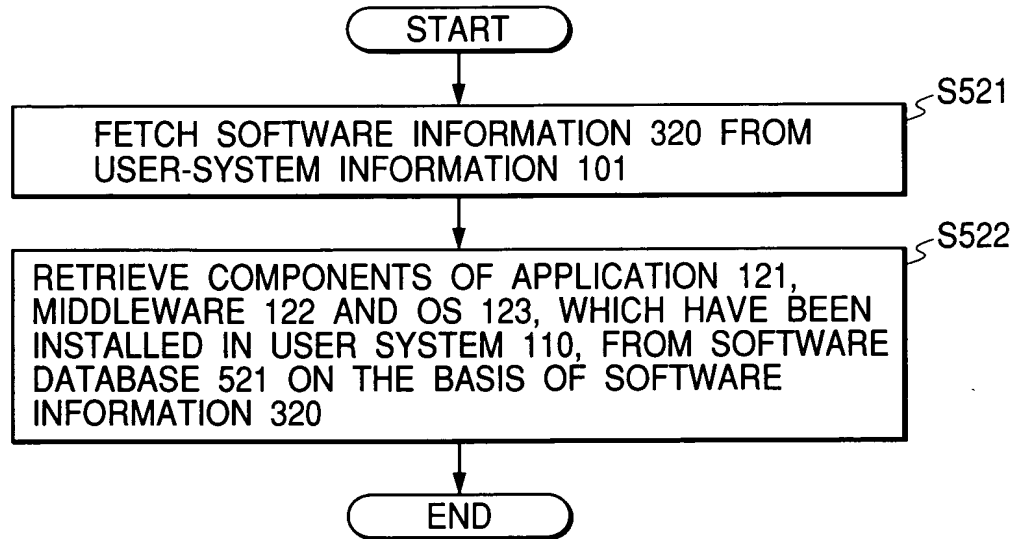 START
S521
FETCH SOFTWARE INFORMATION 320 FROM
USER-SYSTEM INFORMATION 101
S522
RETRIEVE COMPONENTS OF APPLICATION 121,
MIDDLEWARE 122 AND OS 123, WHICH HAVE BEEN
INSTALLED IN USER SYSTEM 110, FROM SOFTWARE
DATABASE 521 ON THE BASIS OF SOFTWARE
INFORMATION 320
END